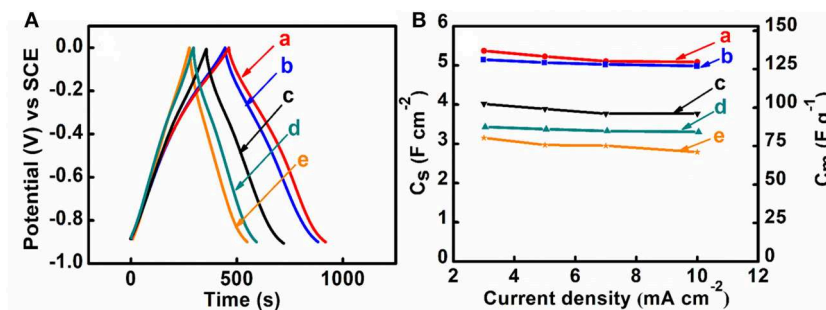 A
B
0.0
-0.2
-0.4
-0.6
-0.8
-1.0
Potential (V) vs SCE
0
500
1000
Time (s)
a
b
c
d
e
6
5
4
3
2
1
0
Cs (F cm-2)
2
4
6
8
10
12
Current density (mA cm-2)
150
125
100
75
50
25
0
Cm (F g-1)
a
b
c
d
e